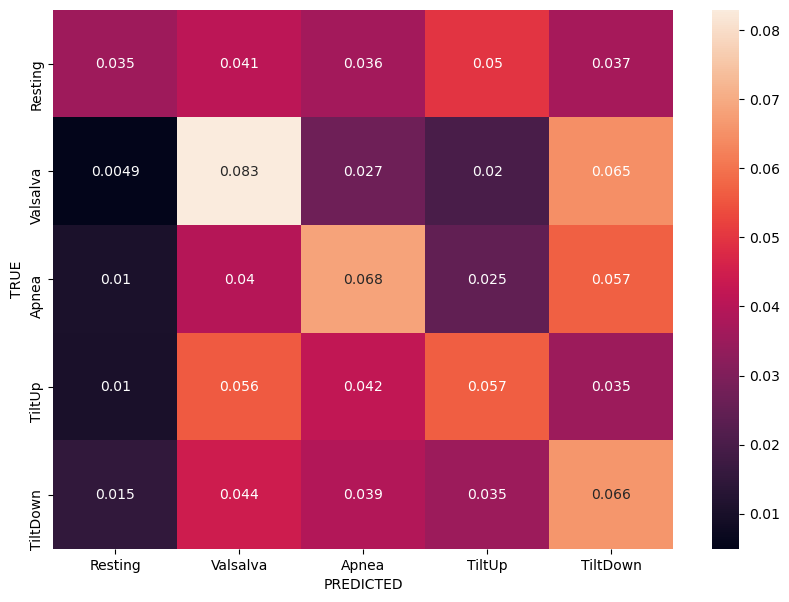 0.08
Resting 0.035 0.041 0.036 0.05 0.037
0.07
Valsalva 0.0049 0.083 0.027 0.02 0.065
0.06
0.05
TRUE
Apnea 0.01 0.04 0.068 0.025 0.057
0.04
TiltUp 0.01 0.056 0.042 0.057 0.035
0.03
0.02
TiltDown 0.015 0.044 0.039 0.035 0.066
0.01
Resting Valsalva Apnea TiltUp TiltDown
PREDICTED